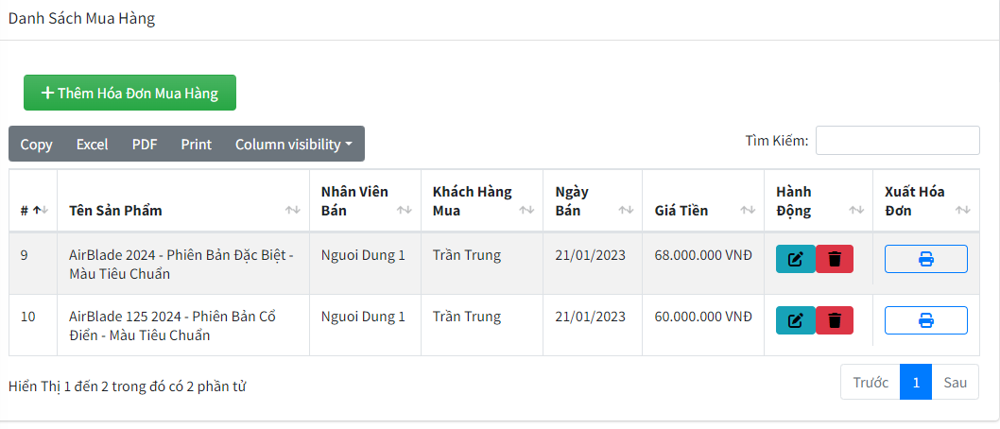 Danh Sách Mua Hàng
Thêm Hóa Đơn Mua Hàng
Copy Excel PDF Print Column visibility
Tìm Kiếm:
# Tên Sản Phẩm Nhân Viên Bán Khách Hàng Mua Ngày Bán Giá Tiền Hành Động Xuất Hóa Đơn
9 AirBlade 2024 - Phiên Bản Đặc Biệt - Nguoi Dung 1 Trần Trung 21/01/2023 68.000.000 VNĐ
Màu Tiêu Chuẩn
10 AirBlade 125 2024 - Phiên Bản Cổ Nguoi Dung 1 Trần Trung 21/01/2023 60.000.000 VNĐ
Điển - Màu Tiêu Chuẩn
Hiển Thị 1 đến 2 trong đó có 2 phần tử
Trước 1 Sau